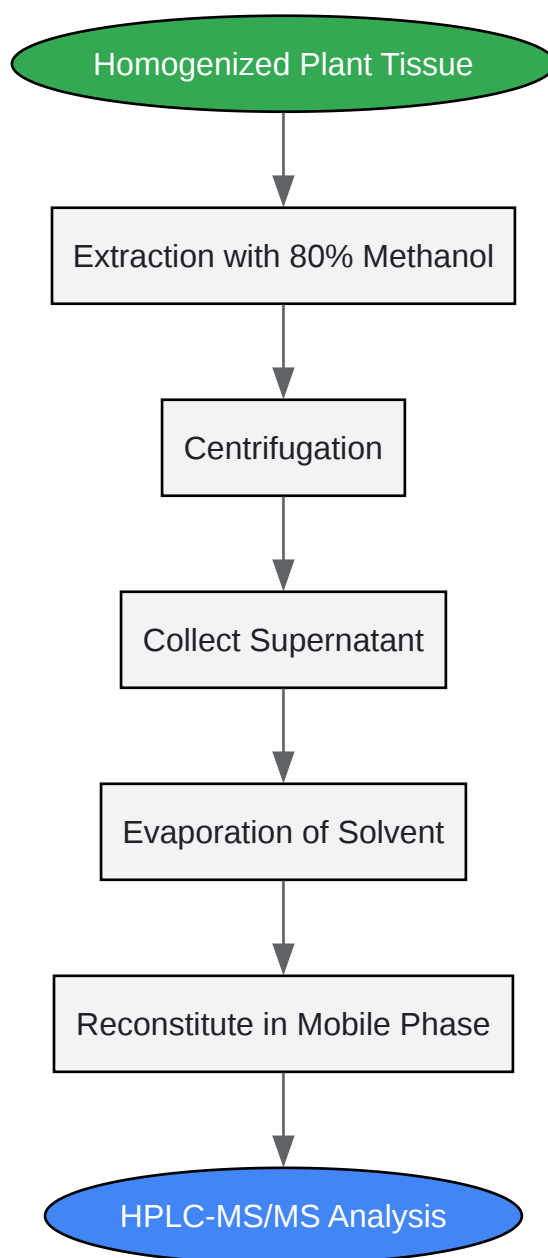 Homogenized Plant Tissue
Extraction with 80% Methanol
Centrifugation
Collect Supernatant
Evaporation of Solvent
Reconstitute in Mobile Phase
HPLC-MS/MS Analysis